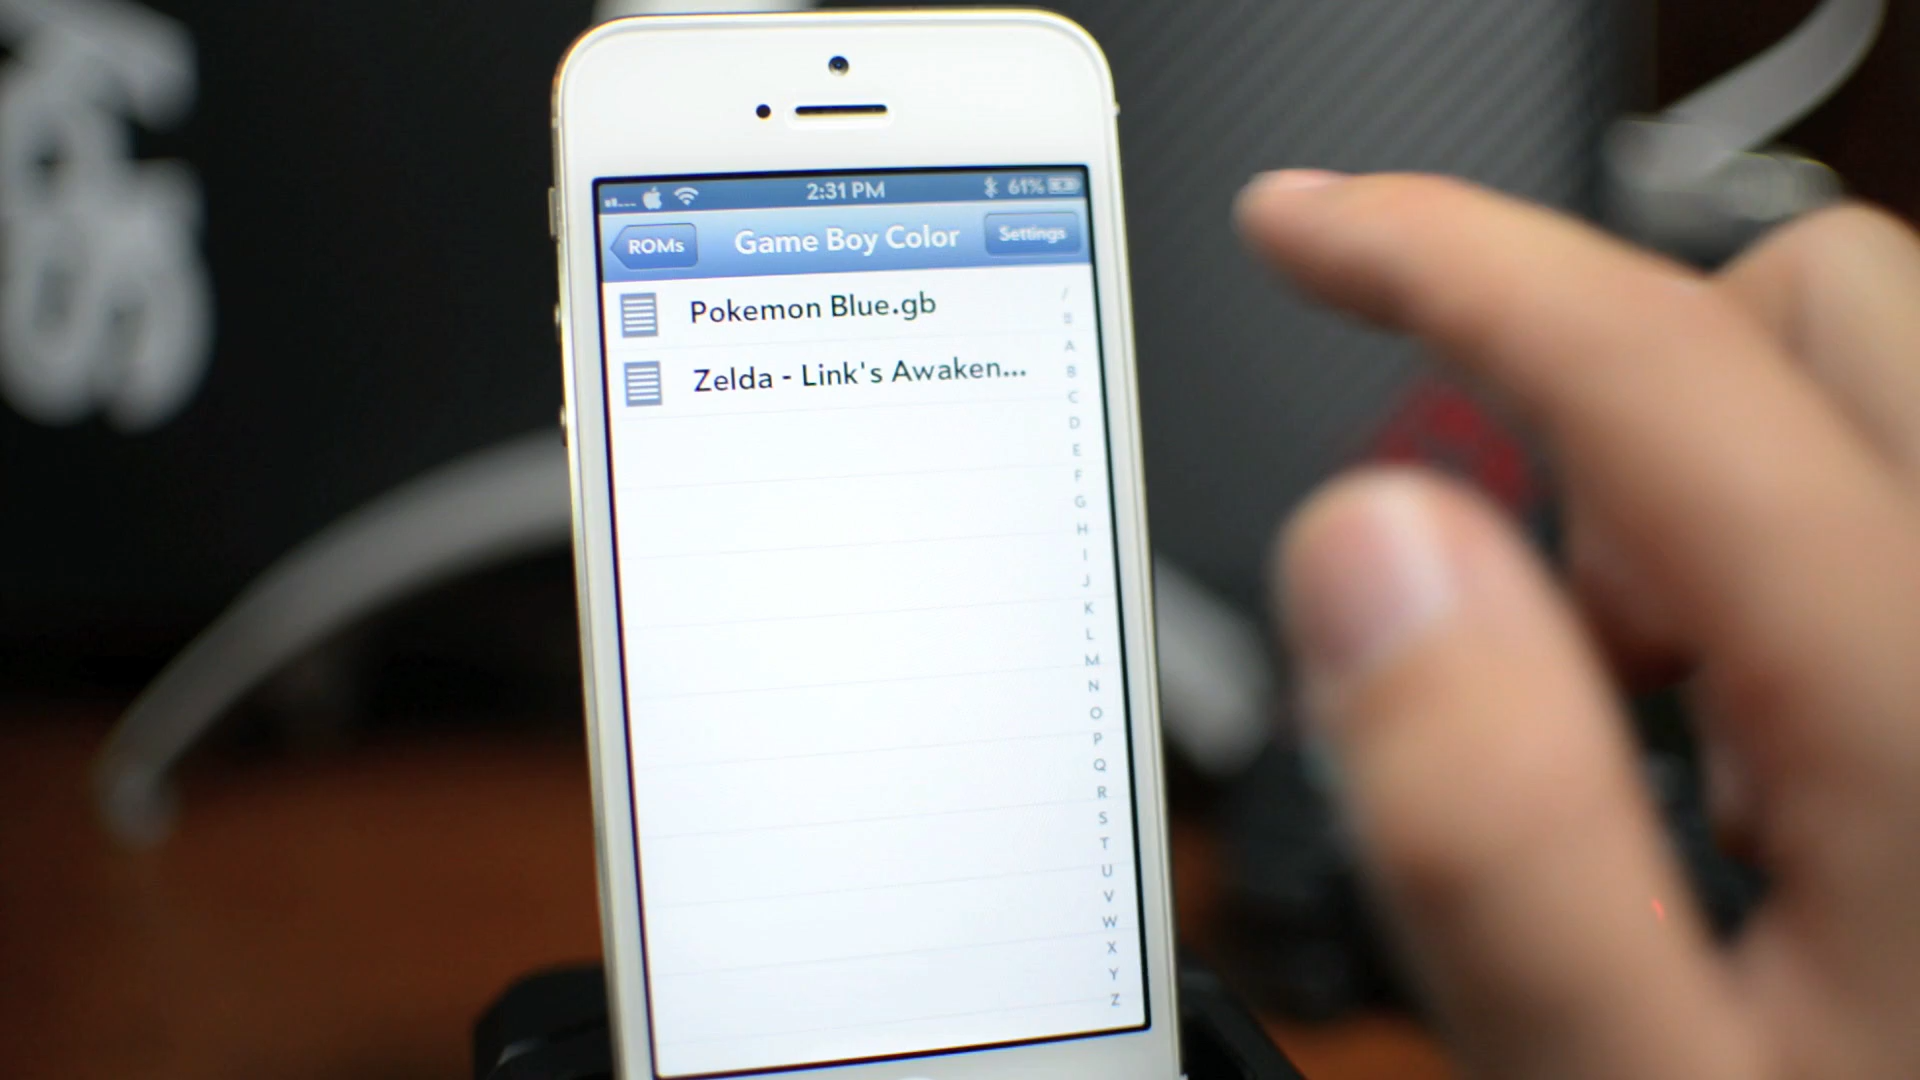 2:31 PM
61%
ROMs
Game Boy Color
Settings
Pokemon Blue.gb
Zelda - Link's Awaken...
A
B
C
D
E
F
G
H
I
J
K
L
M
N
O
P
Q
R
S
T
U
V
W
X
Y
Z